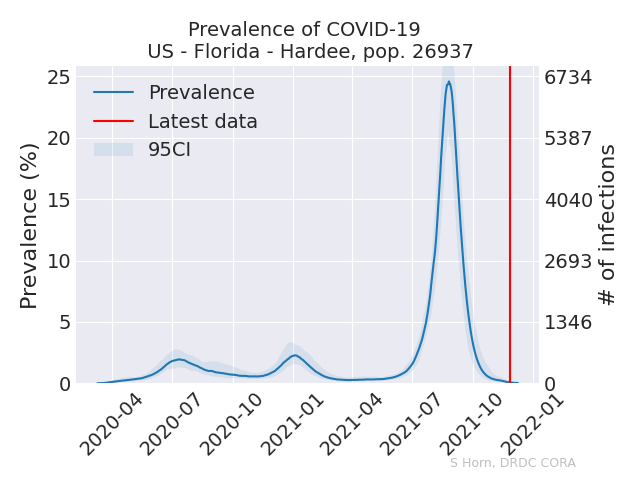 Prevalence of COVID-19
US - Florida - Hardee, pop. 26937
Prevalence
Latest data
95CI
Prevalence (%)
25
20
15
10
5
0
6734
5387
4040
2693
1346
0
# of infections
2020-04
2020-07
2020-10
2021-01
2021-04
2021-07
2021-10
2022-01
S Horn, DRDC CORA